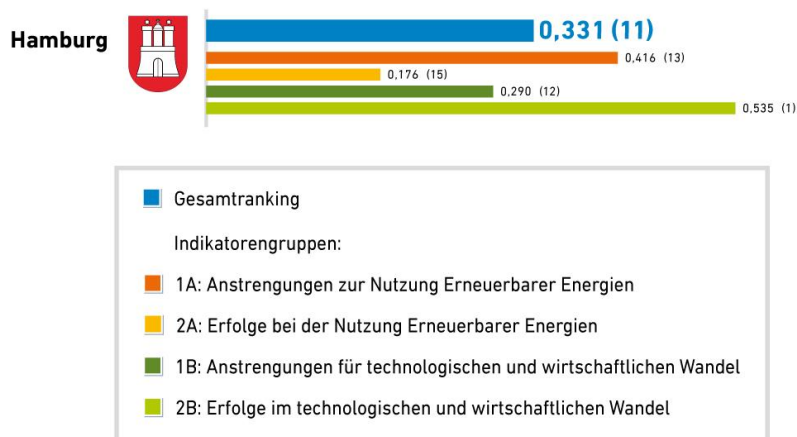 Hamburg
0,331 (11)
0,416 (13)
0,176 (15)
0,290 (12)
0,535 (1)
Gesamtranking
Indikatorengruppen:
1A: Anstrengungen zur Nutzung Erneuerbarer Energien
2A: Erfolge bei der Nutzung Erneuerbarer Energien
1B: Anstrengungen für technologischen und wirtschaftlichen Wandel
2B: Erfolge im technologischen und wirtschaftlichen Wandel